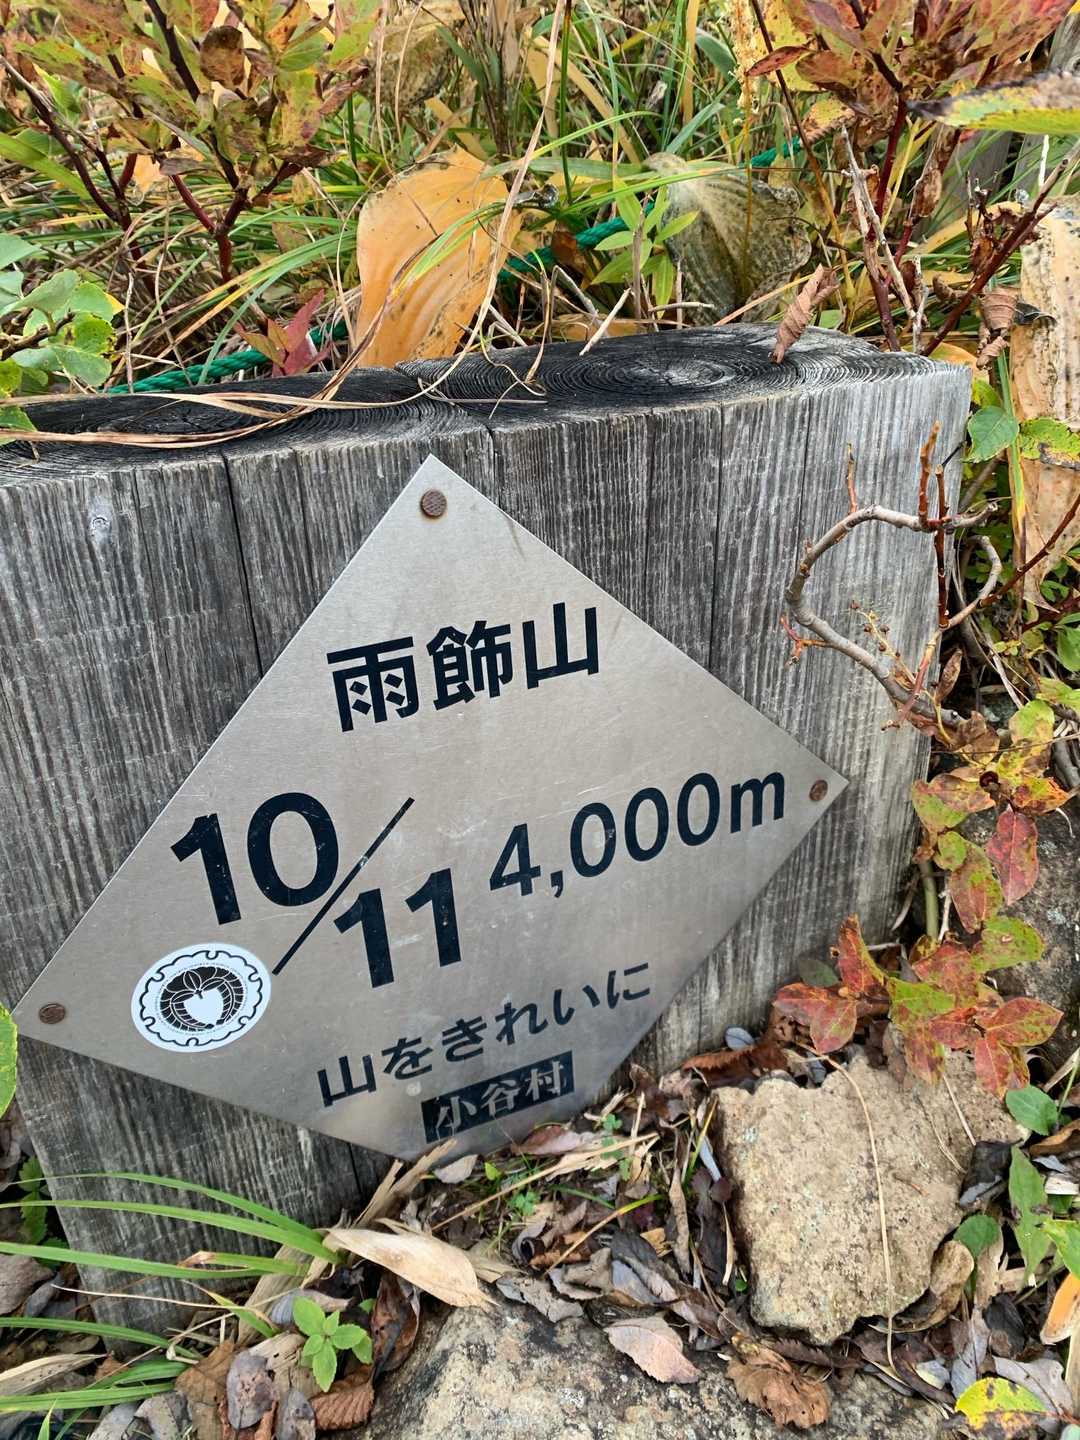 雨飾山
10/11 4,000m
山をきれいに
小谷村